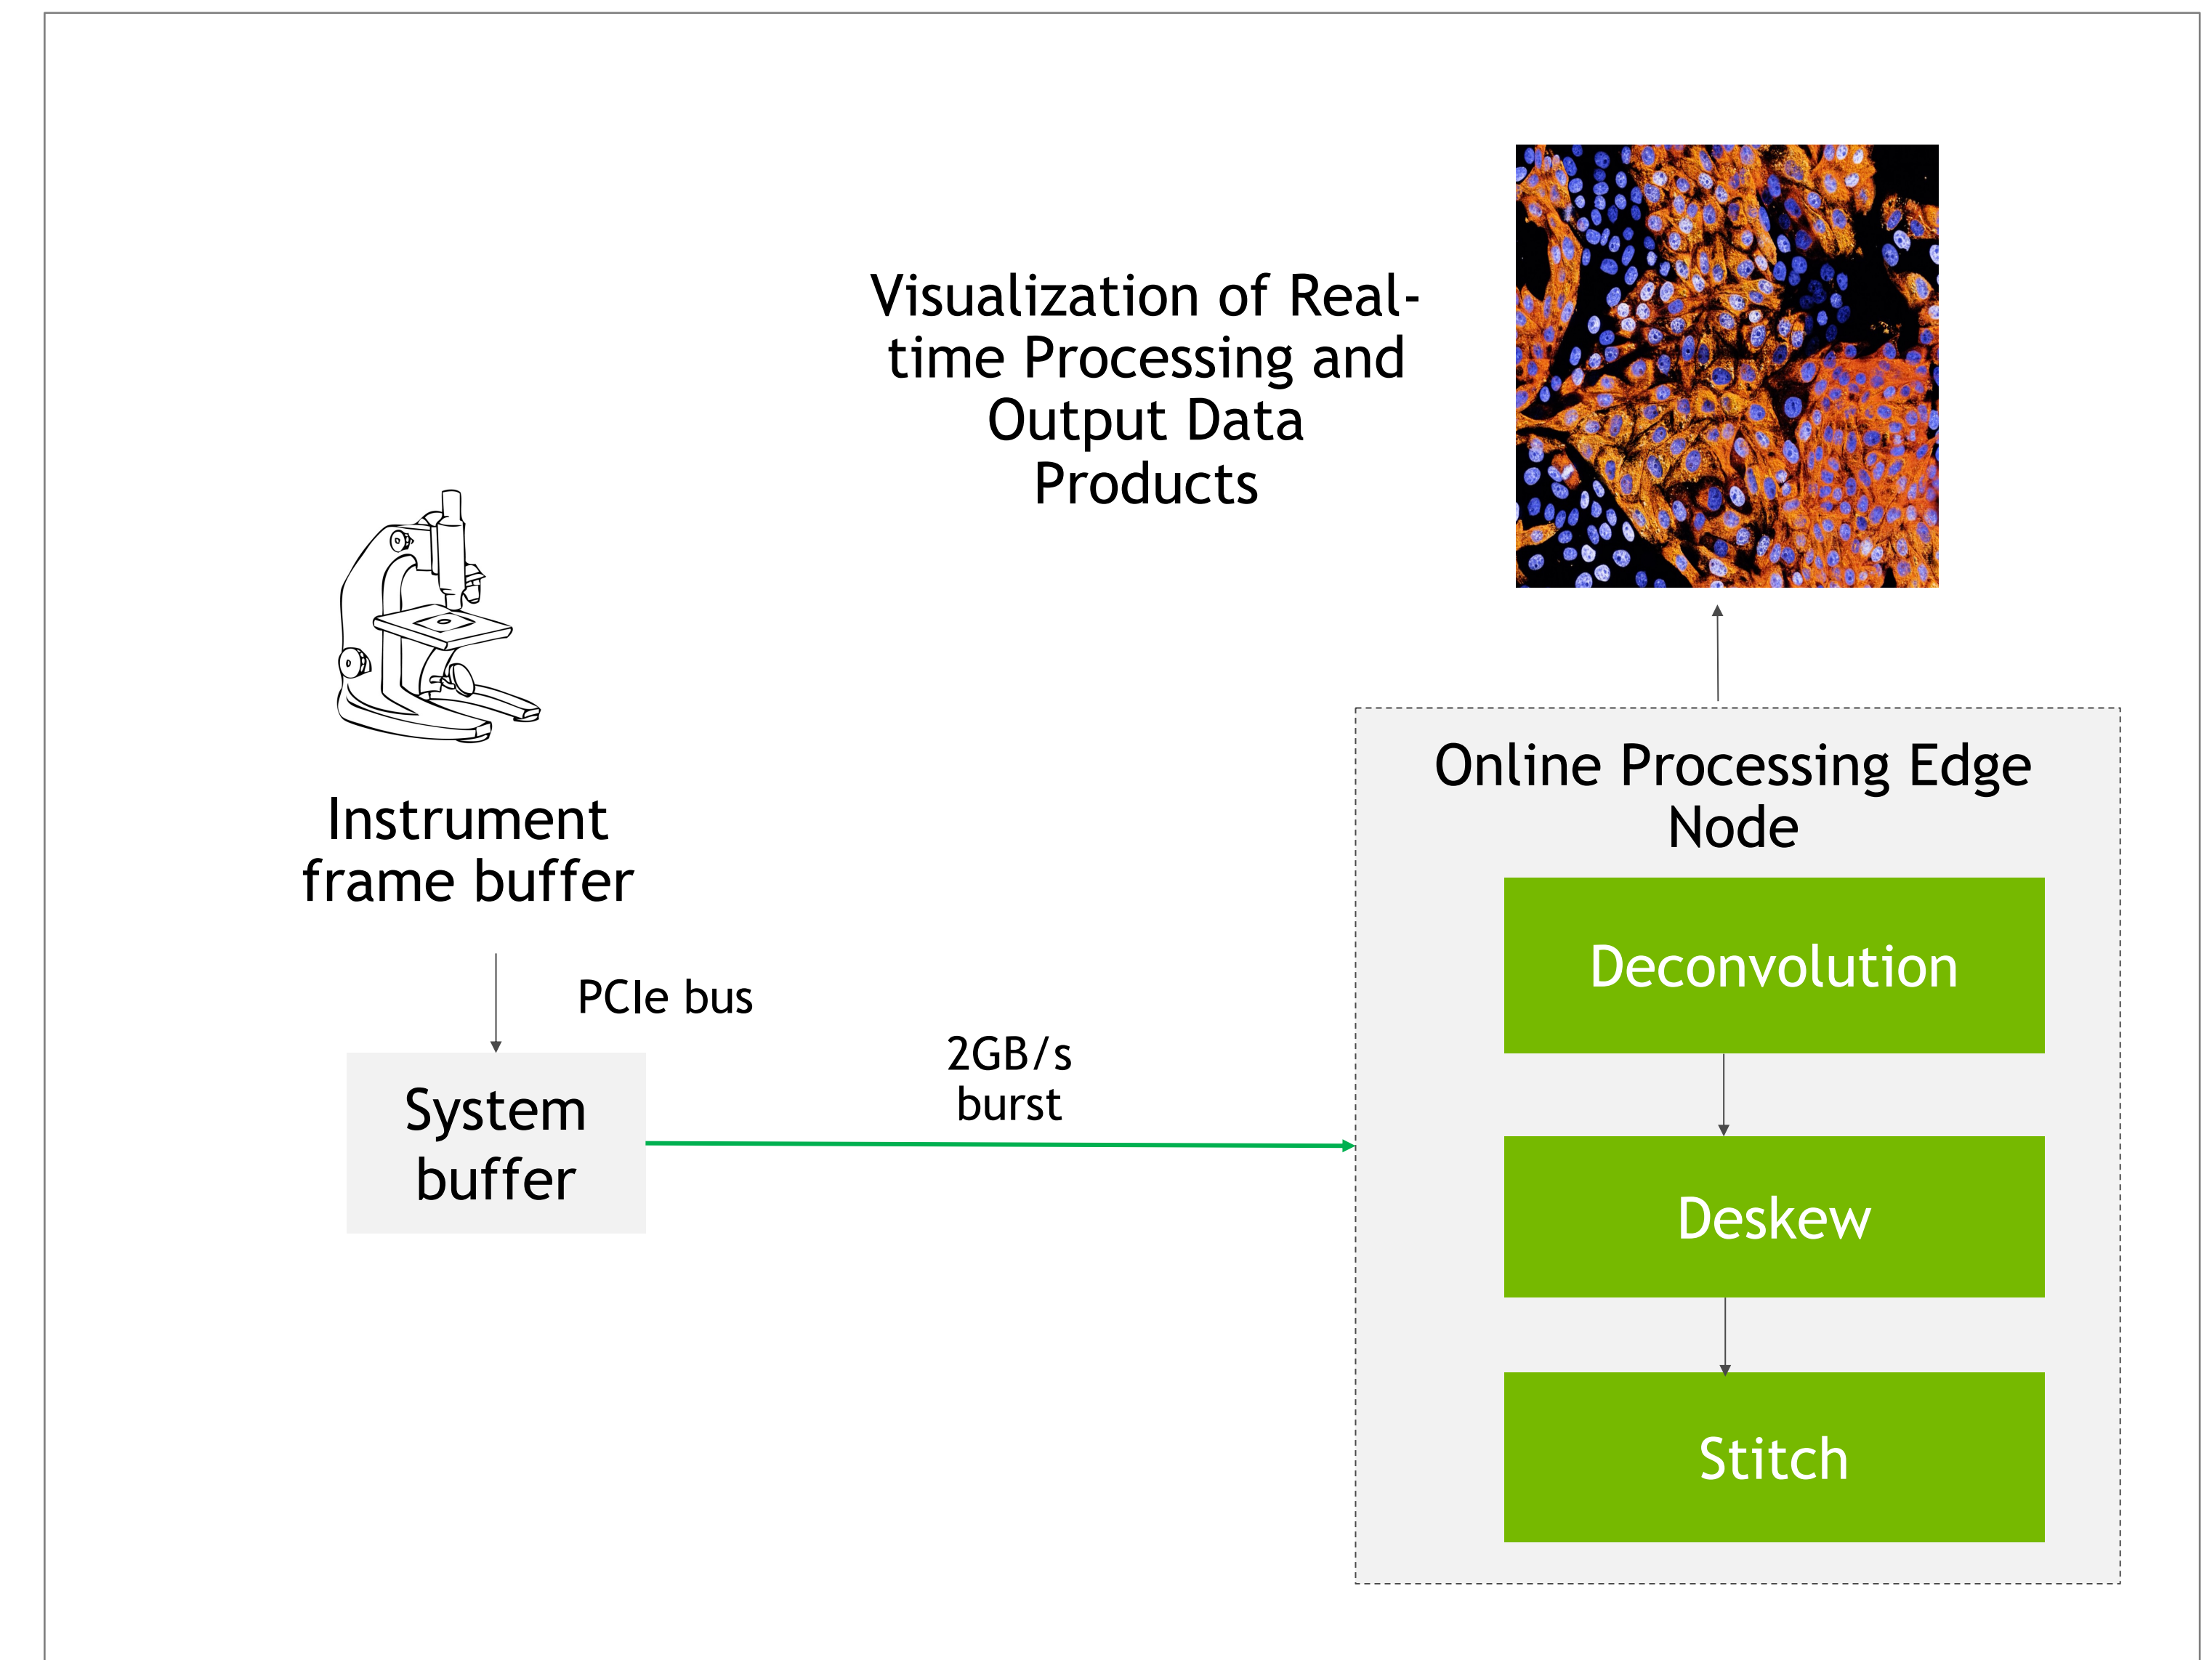 Visualization of Real-
time Processing and
Output Data
Products
Instrument
frame buffer
PCIe bus
System
buffer
2GB/s
burst
Online Processing Edge
Node
Deconvolution
Deskew
Stitch